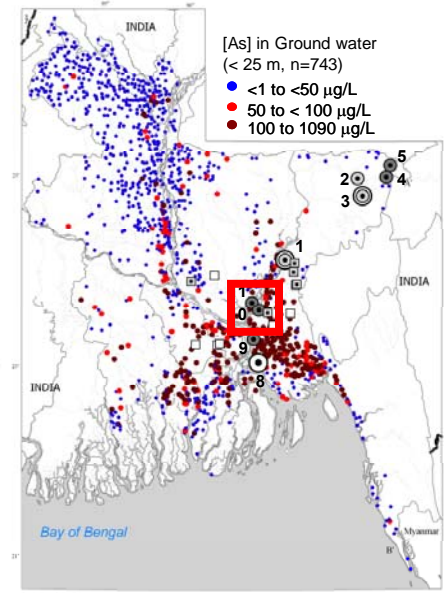 INDIA
[As] in Ground water
(< 25 m, n=743)
<1 to <50 µg/L
50 to < 100 µg/L
100 to 1090 µg/L
5
2
4
3
1
INDIA
1
0
9
8
INDIA
Bay of Bengal
Myanmar